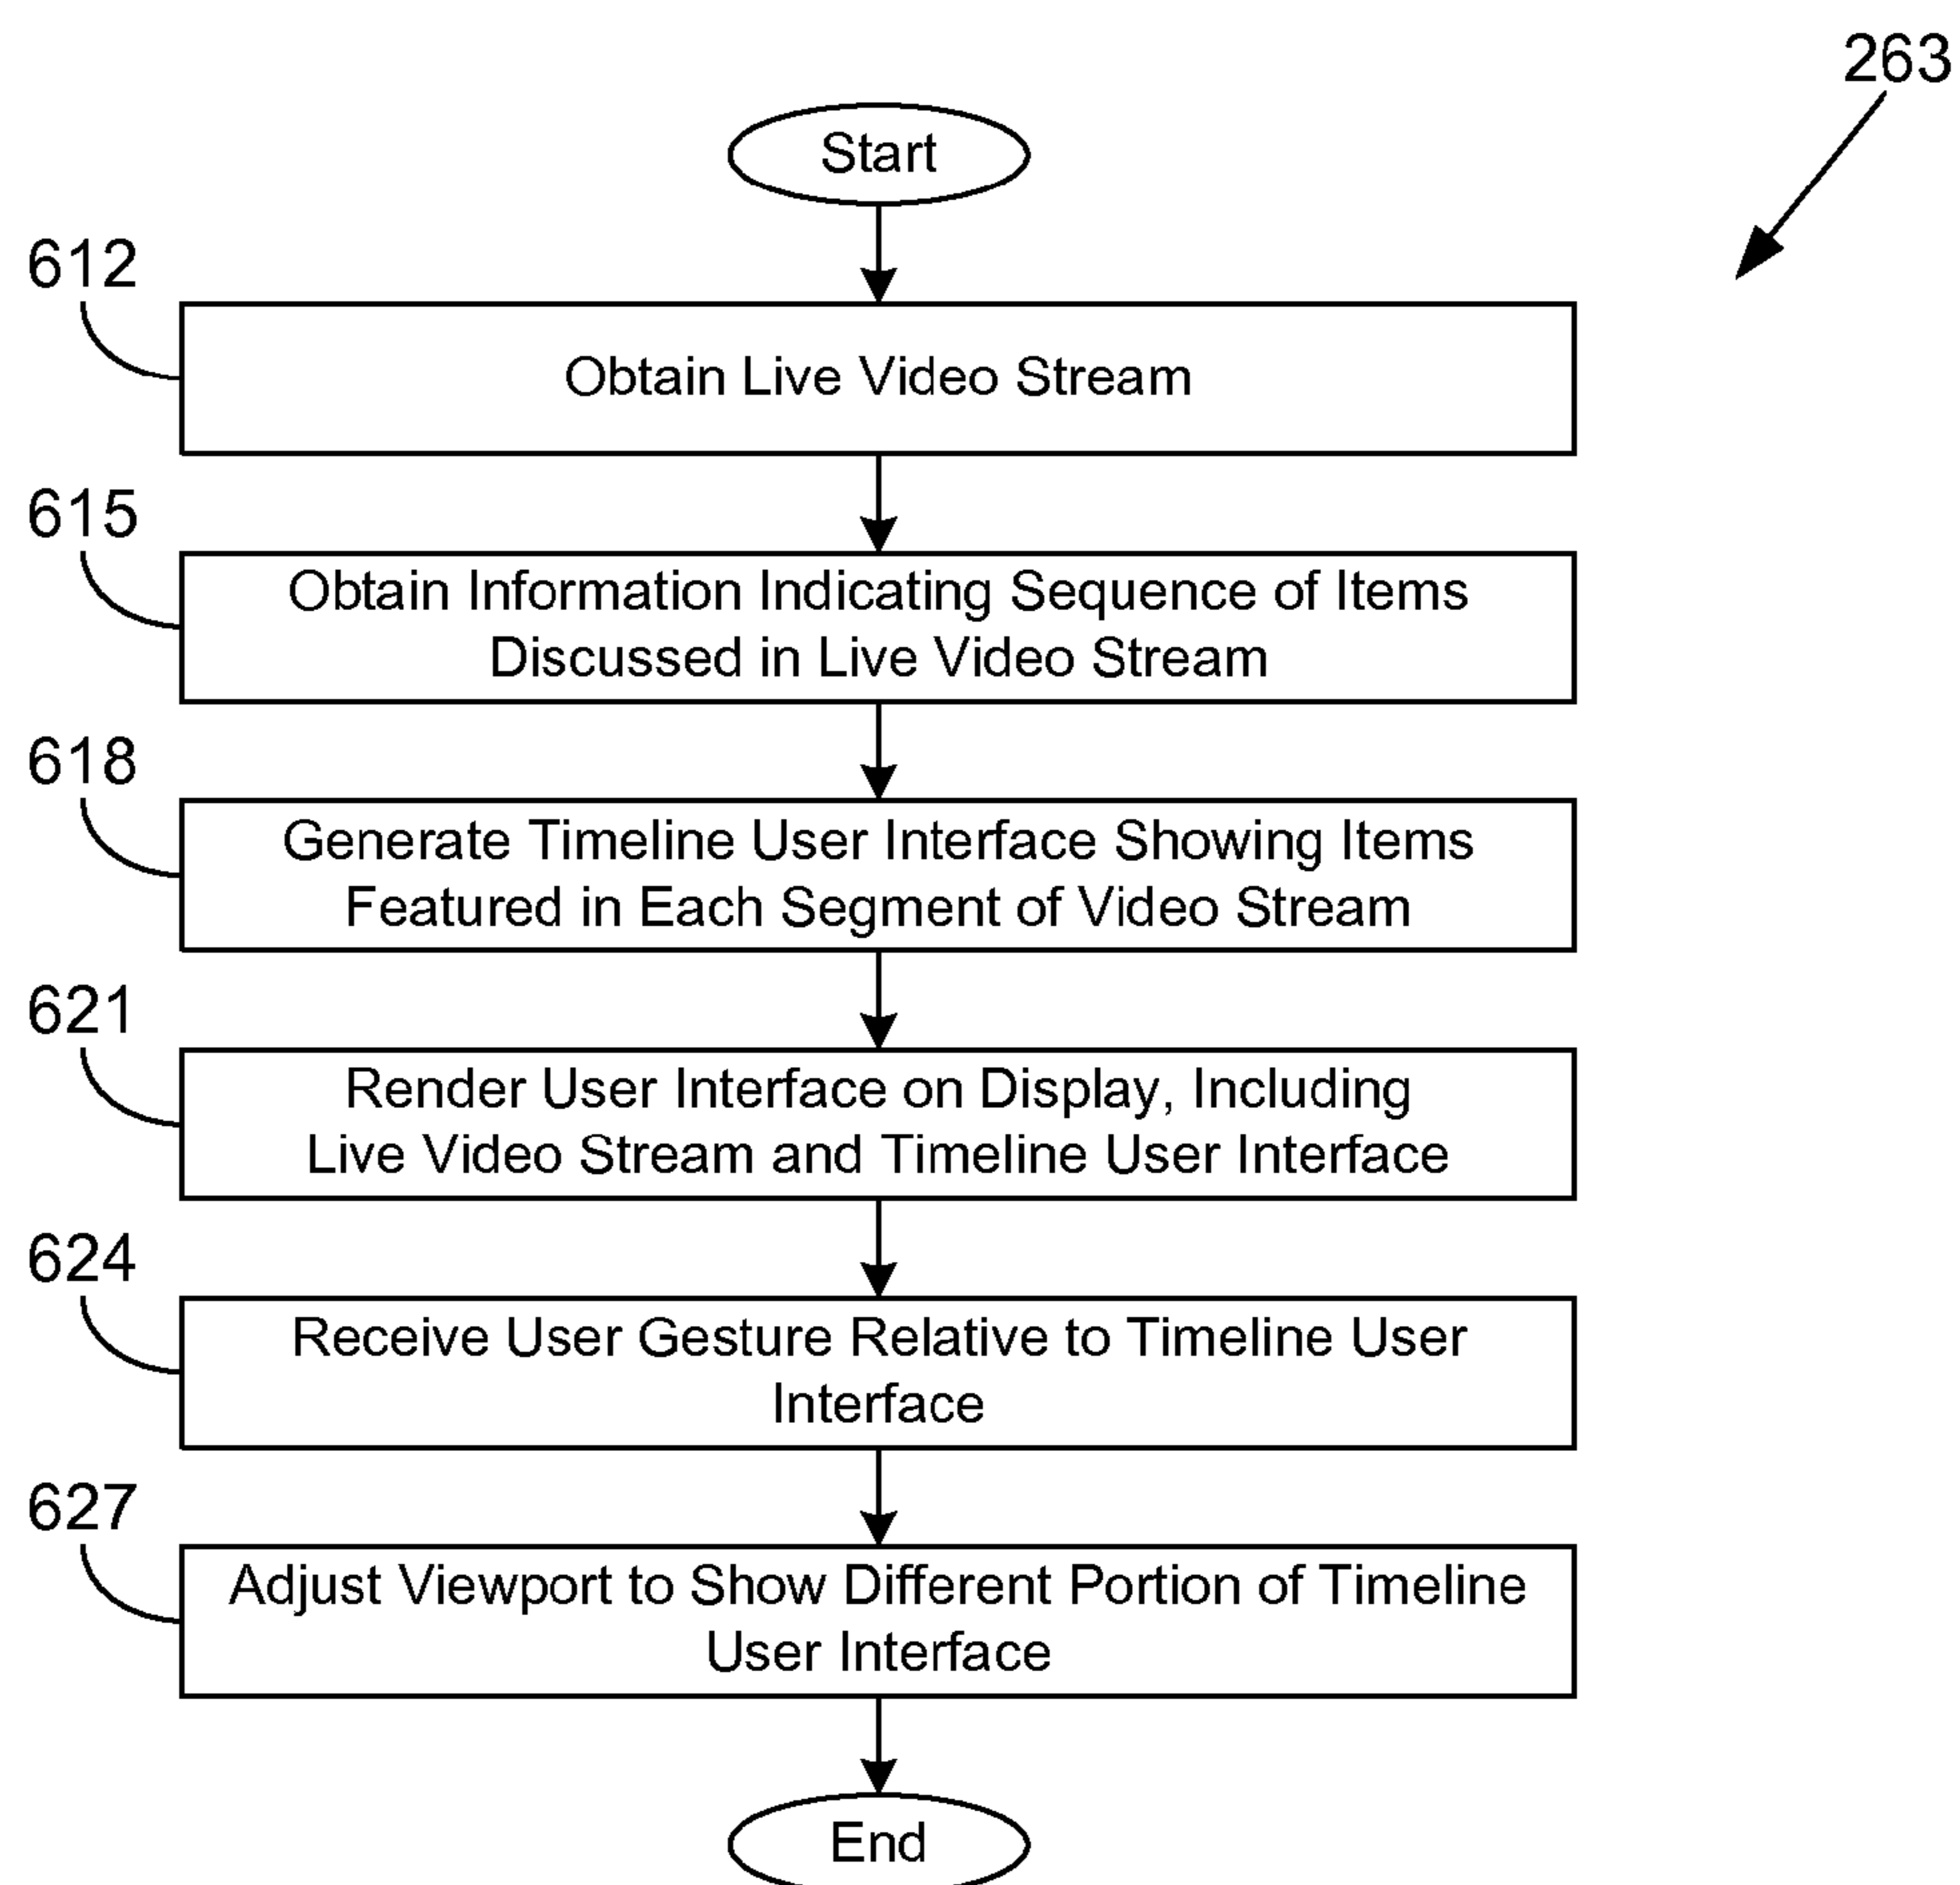 263
Start
612
Obtain Live Video Stream
615
Obtain Information Indicating Sequence of Items
Discussed in Live Video Stream
618
Generate Timeline User Interface Showing Items
Featured in Each Segment of Video Stream
621
Render User Interface on Display, Including
Live Video Stream and Timeline User Interface
624
Receive User Gesture Relative to Timeline User
Interface
627
Adjust Viewport to Show Different Portion of Timeline
User Interface
End